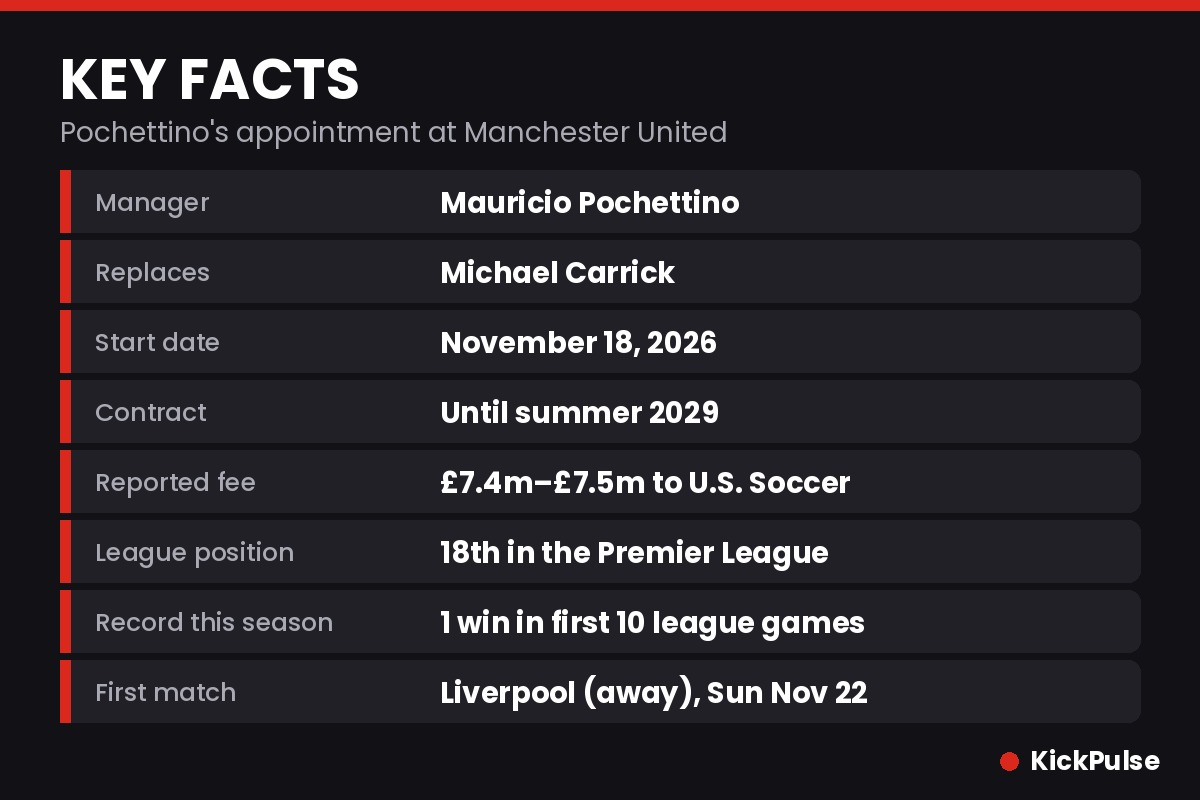 KEY FACTS
Pochettino's appointment at Manchester United
Manager Mauricio Pochettino
Replaces Michael Carrick
Start date November 18, 2026
Contract Until summer 2029
Reported fee £7.4m–£7.5m to U.S. Soccer
League position 18th in the Premier League
Record this season 1 win in first 10 league games
First match Liverpool (away), Sun Nov 22
KickPulse